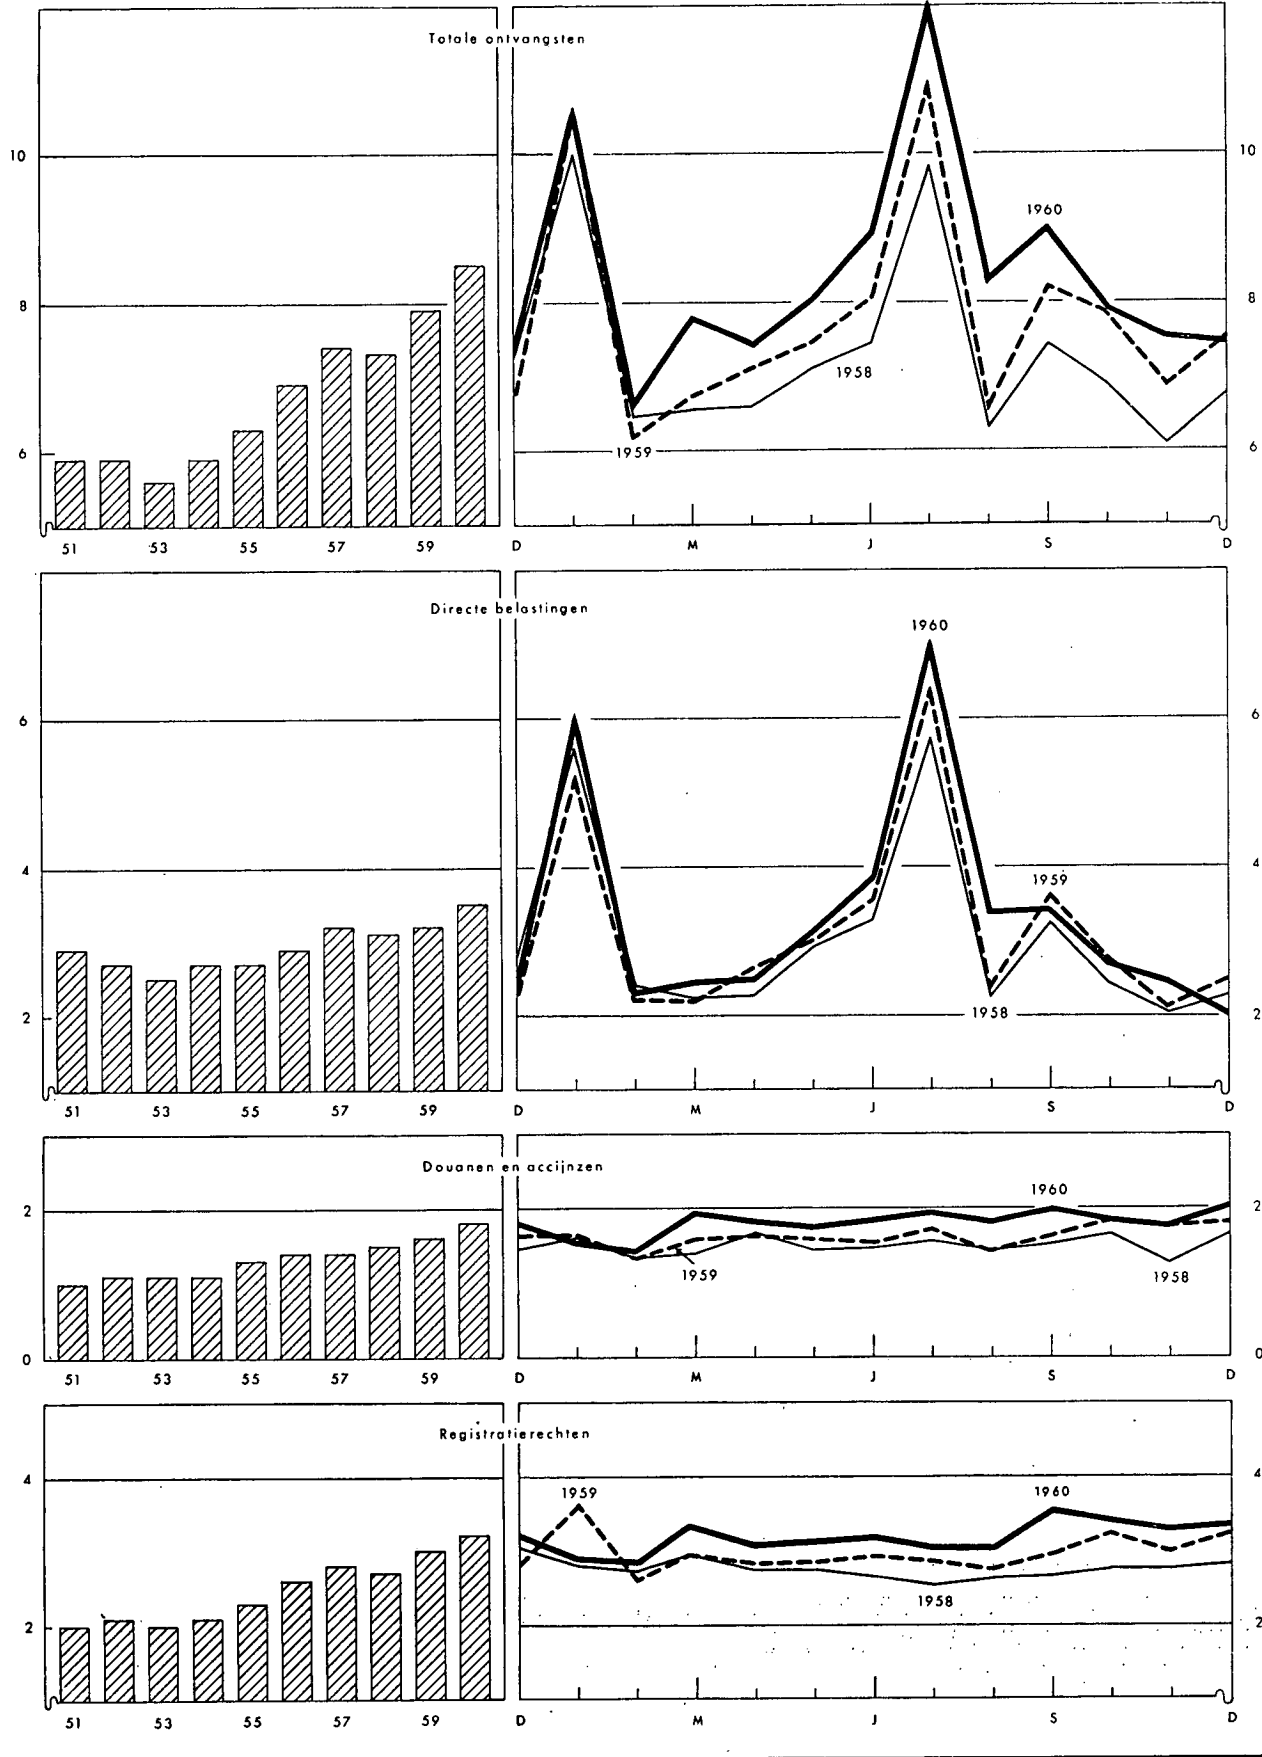 Totale ontvangsten
10 10
1960
8 8
1958
6 1959 6
51 53 55 57 59 D M J S D
Directe belastingen
1960
6 6
4 4
1959
2 1958 2
51 53 55 57 59 D M J S D
Douanen en accijnzen
1960
2 2
1959 1958
0 0
51 53 55 57 59 D M J S D
Registratierechten
4 4
1959 1960
1958
2 2
51 53 55 57 59 D M J S D